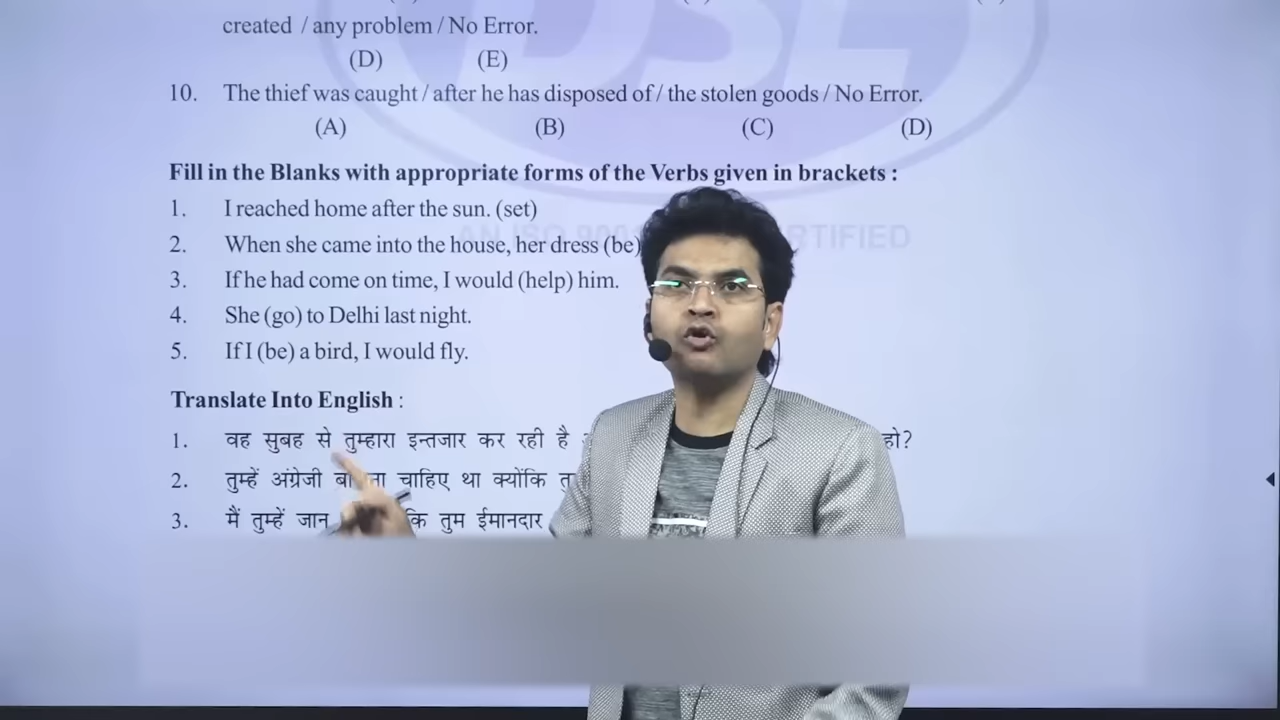 created / any problem / No Error.
(D) (E)
10. The thief was caught / after he has disposed of / the stolen goods / No Error.
(A) (B) (C) (D)
Fill in the Blanks with appropriate forms of the Verbs given in brackets :
1. I reached home after the sun. (set)
2. When she came into the house, her dress (be)
3. If he had come on time, I would (help) him.
4. She (go) to Delhi last night.
5. If I (be) a bird, I would fly.
Translate Into English :
1. वह सुबह से तुम्हारा इन्तजार कर रही है हो?
2. तुम्हें अंग्रेजी चाहिए था क्योंकि
3. मैं तुम्हें जान कि तुम ईमानदार